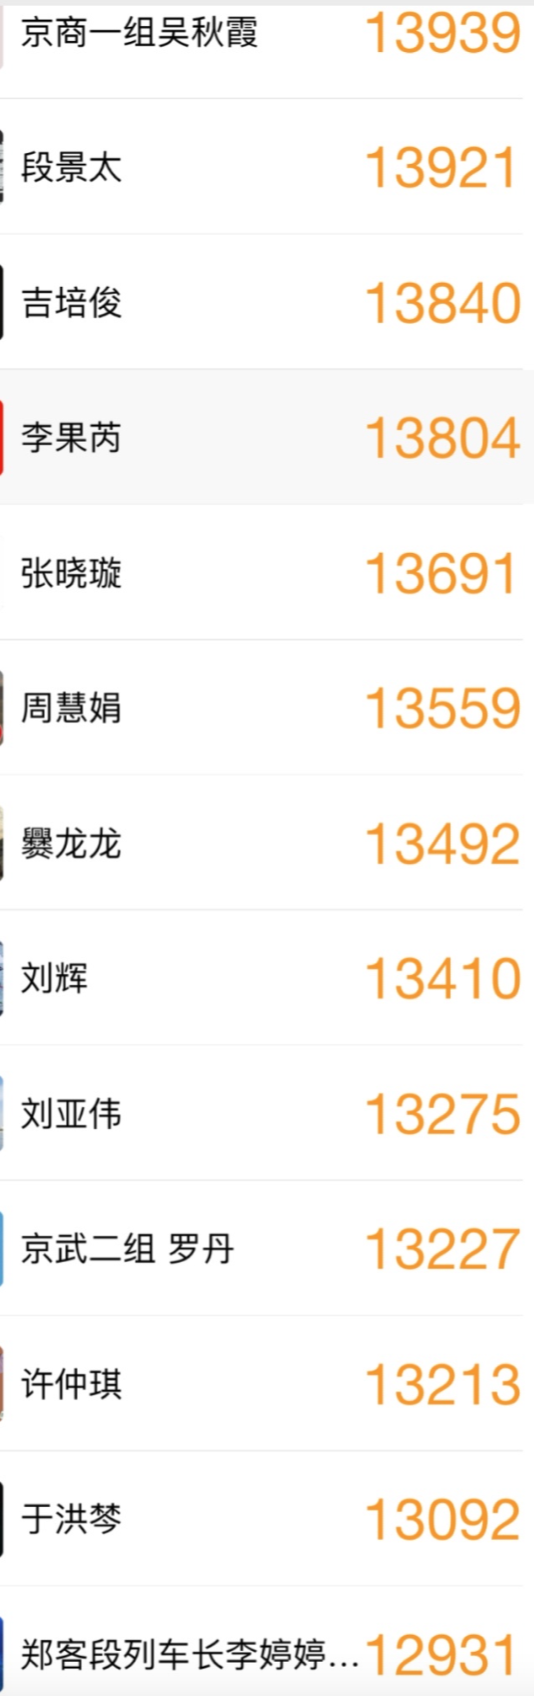 京商一组吴秋霞 13939
段景太 13921
吉培俊 13840
李果芮 13804
张晓璇 13691
周慧娟 13559
爨龙龙 13492
刘辉 13410
刘亚伟 13275
京武二组 罗丹 13227
许仲琪 13213
于洪棽 13092
郑客段列车长李婷婷... 12931